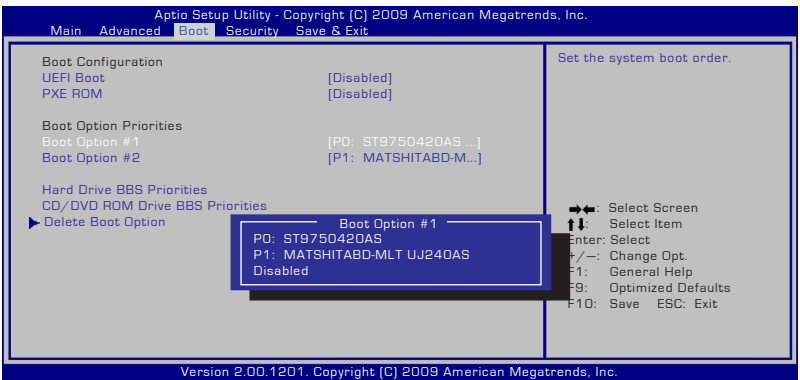 Aptio Setup Utility - Copyright (C) 2009 American Megatrends, Inc.
Main Advanced Boot Security Save & Exit
Boot Configuration
UEFI Boot [Disabled]
PXE ROM [Disabled]
Boot Option Priorities
Boot Option #1 [P0: ST9750420AS ...]
Boot Option #2 [P1: MATSHITABD-M...]
Hard Drive BBS Priorities
CD/DVD ROM Drive BBS Priorities
Delete Boot Option
Boot Option #1
P0: ST9750420AS
P1: MATSHITABD-MLT UJ240AS
Disabled
Set the system boot order.
→←: Select Screen
↑↓: Select Item
Enter: Select
+/—: Change Opt.
F1: General Help
F9: Optimized Defaults
F10: Save ESC: Exit
Version 2.00.1201. Copyright (C) 2009 American Megatrends, Inc.